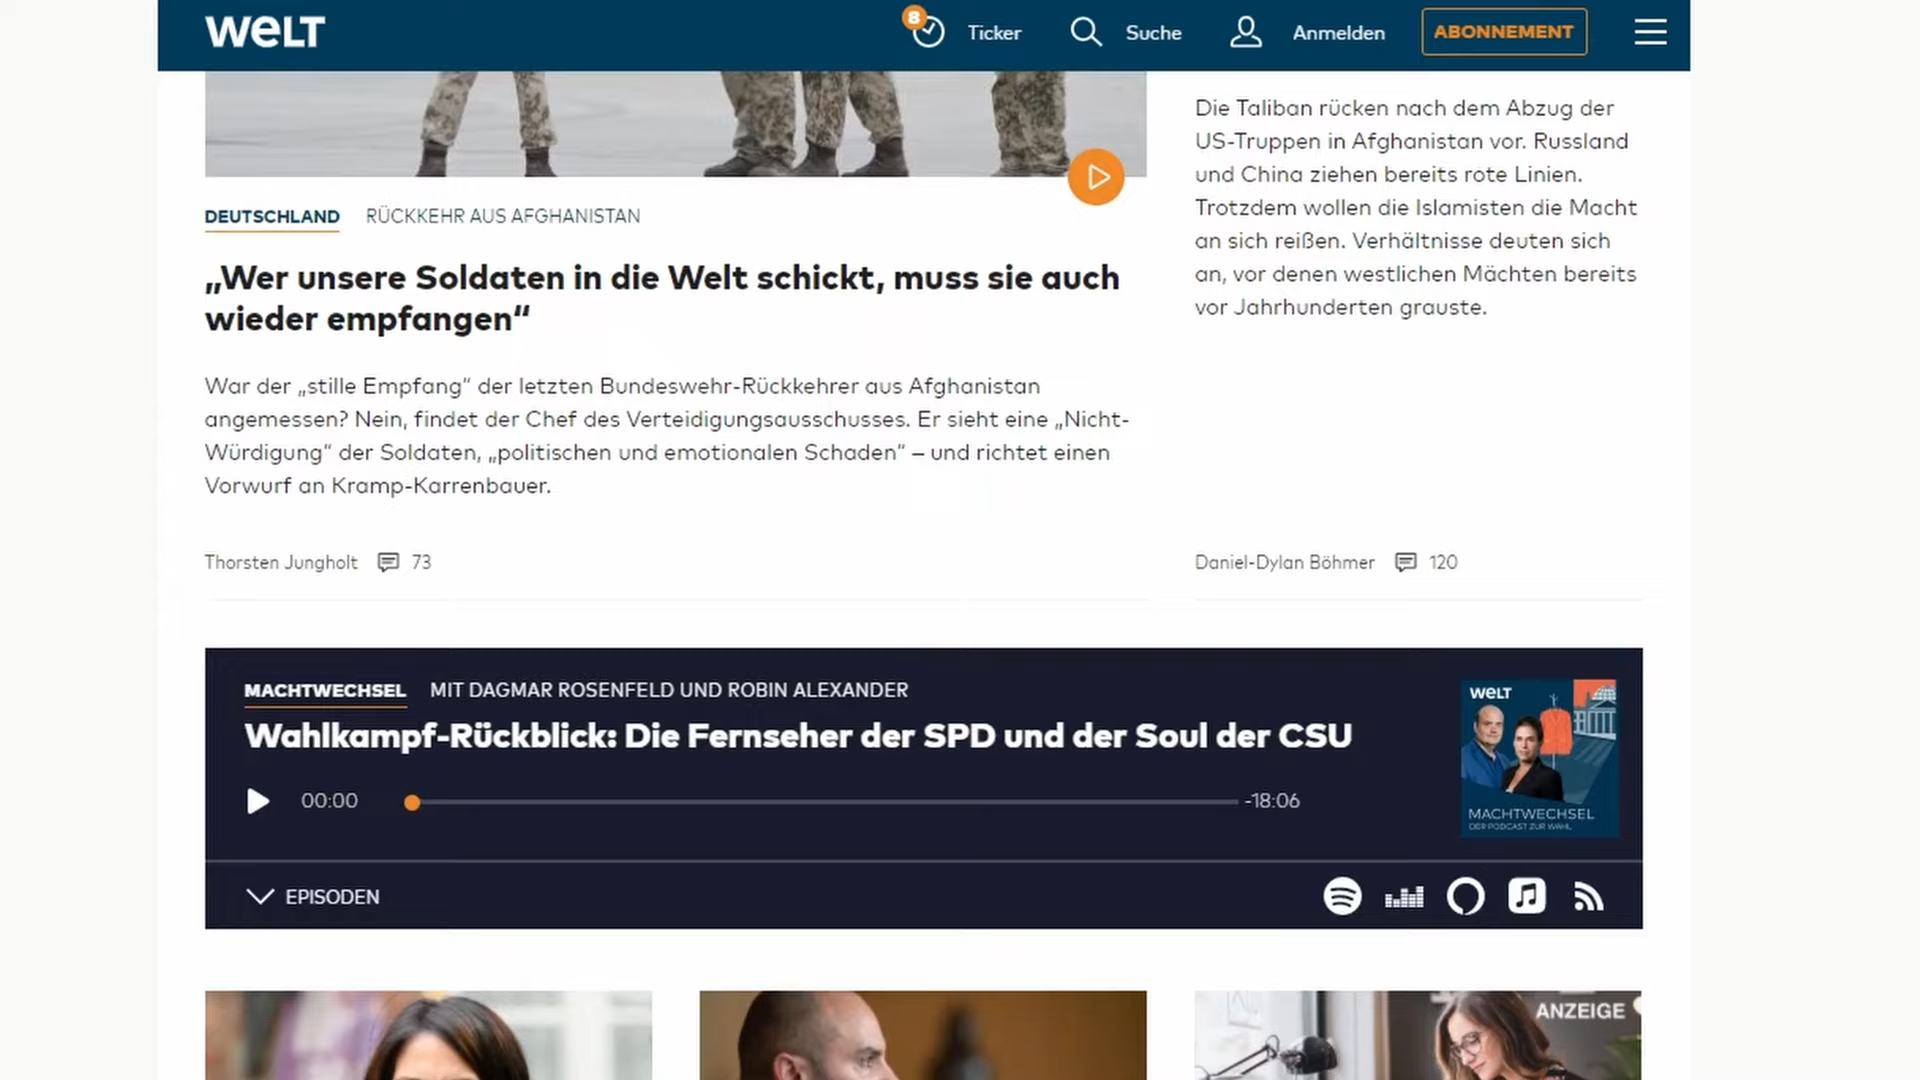 WELT
8
Ticker
Suche
Anmelden
ABONNEMENT
DEUTSCHLAND RÜCKKEHR AUS AFGHANISTAN
„Wer unsere Soldaten in die Welt schickt, muss sie auch
wieder empfangen“
War der „stille Empfang“ der letzten Bundeswehr-Rückkehrer aus Afghanistan
angemessen? Nein, findet der Chef des Verteidigungsausschusses. Er sieht eine „Nicht-
Würdigung“ der Soldaten, „politischen und emotionalen Schaden“ – und richtet einen
Vorwurf an Kramp-Karrenbauer.
Thorsten Jungholt 73
Die Taliban rücken nach dem Abzug der
US-Truppen in Afghanistan vor. Russland
und China ziehen bereits rote Linien.
Trotzdem wollen die Islamisten die Macht
an sich reißen. Verhältnisse deuten sich
an, vor denen westlichen Mächten bereits
vor Jahrhunderten grauste.
Daniel-Dylan Böhmer 120
MACHTWECHSEL MIT DAGMAR ROSENFELD UND ROBIN ALEXANDER
Wahlkampf-Rückblick: Die Fernseher der SPD und der Soul der CSU
00:00 -18:06
WELT
MACHTWECHSEL
DER PODCAST ZUR WAHL
EPISODEN
ANZEIGE